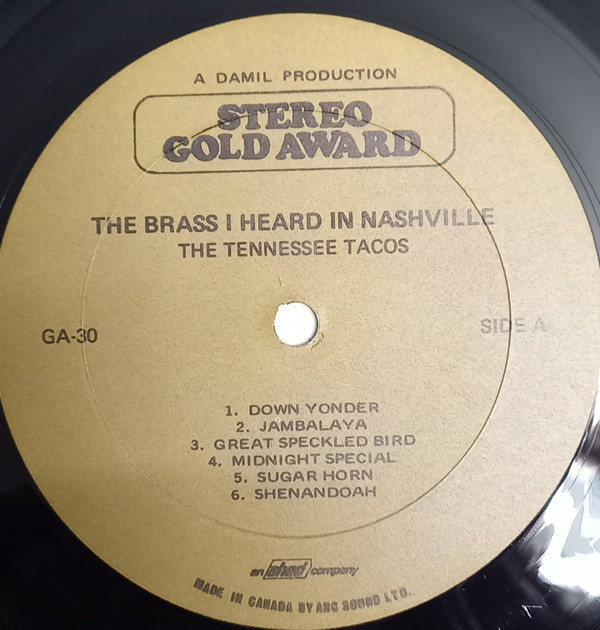 A DAMIL PRODUCTION
STEREO
GOLD AWARD
THE BRASS I HEARD IN NASHVILLE
THE TENNESSEE TACOS
GA-30
SIDE A
1. DOWN YONDER
2. JAMBALAYA
3. GREAT SPECKLED BIRD
4. MIDNIGHT SPECIAL
5. SUGAR HORN
6. SHENANDOAH
an ahed company
MADE IN CANADA BY ARC SOUND LTD.